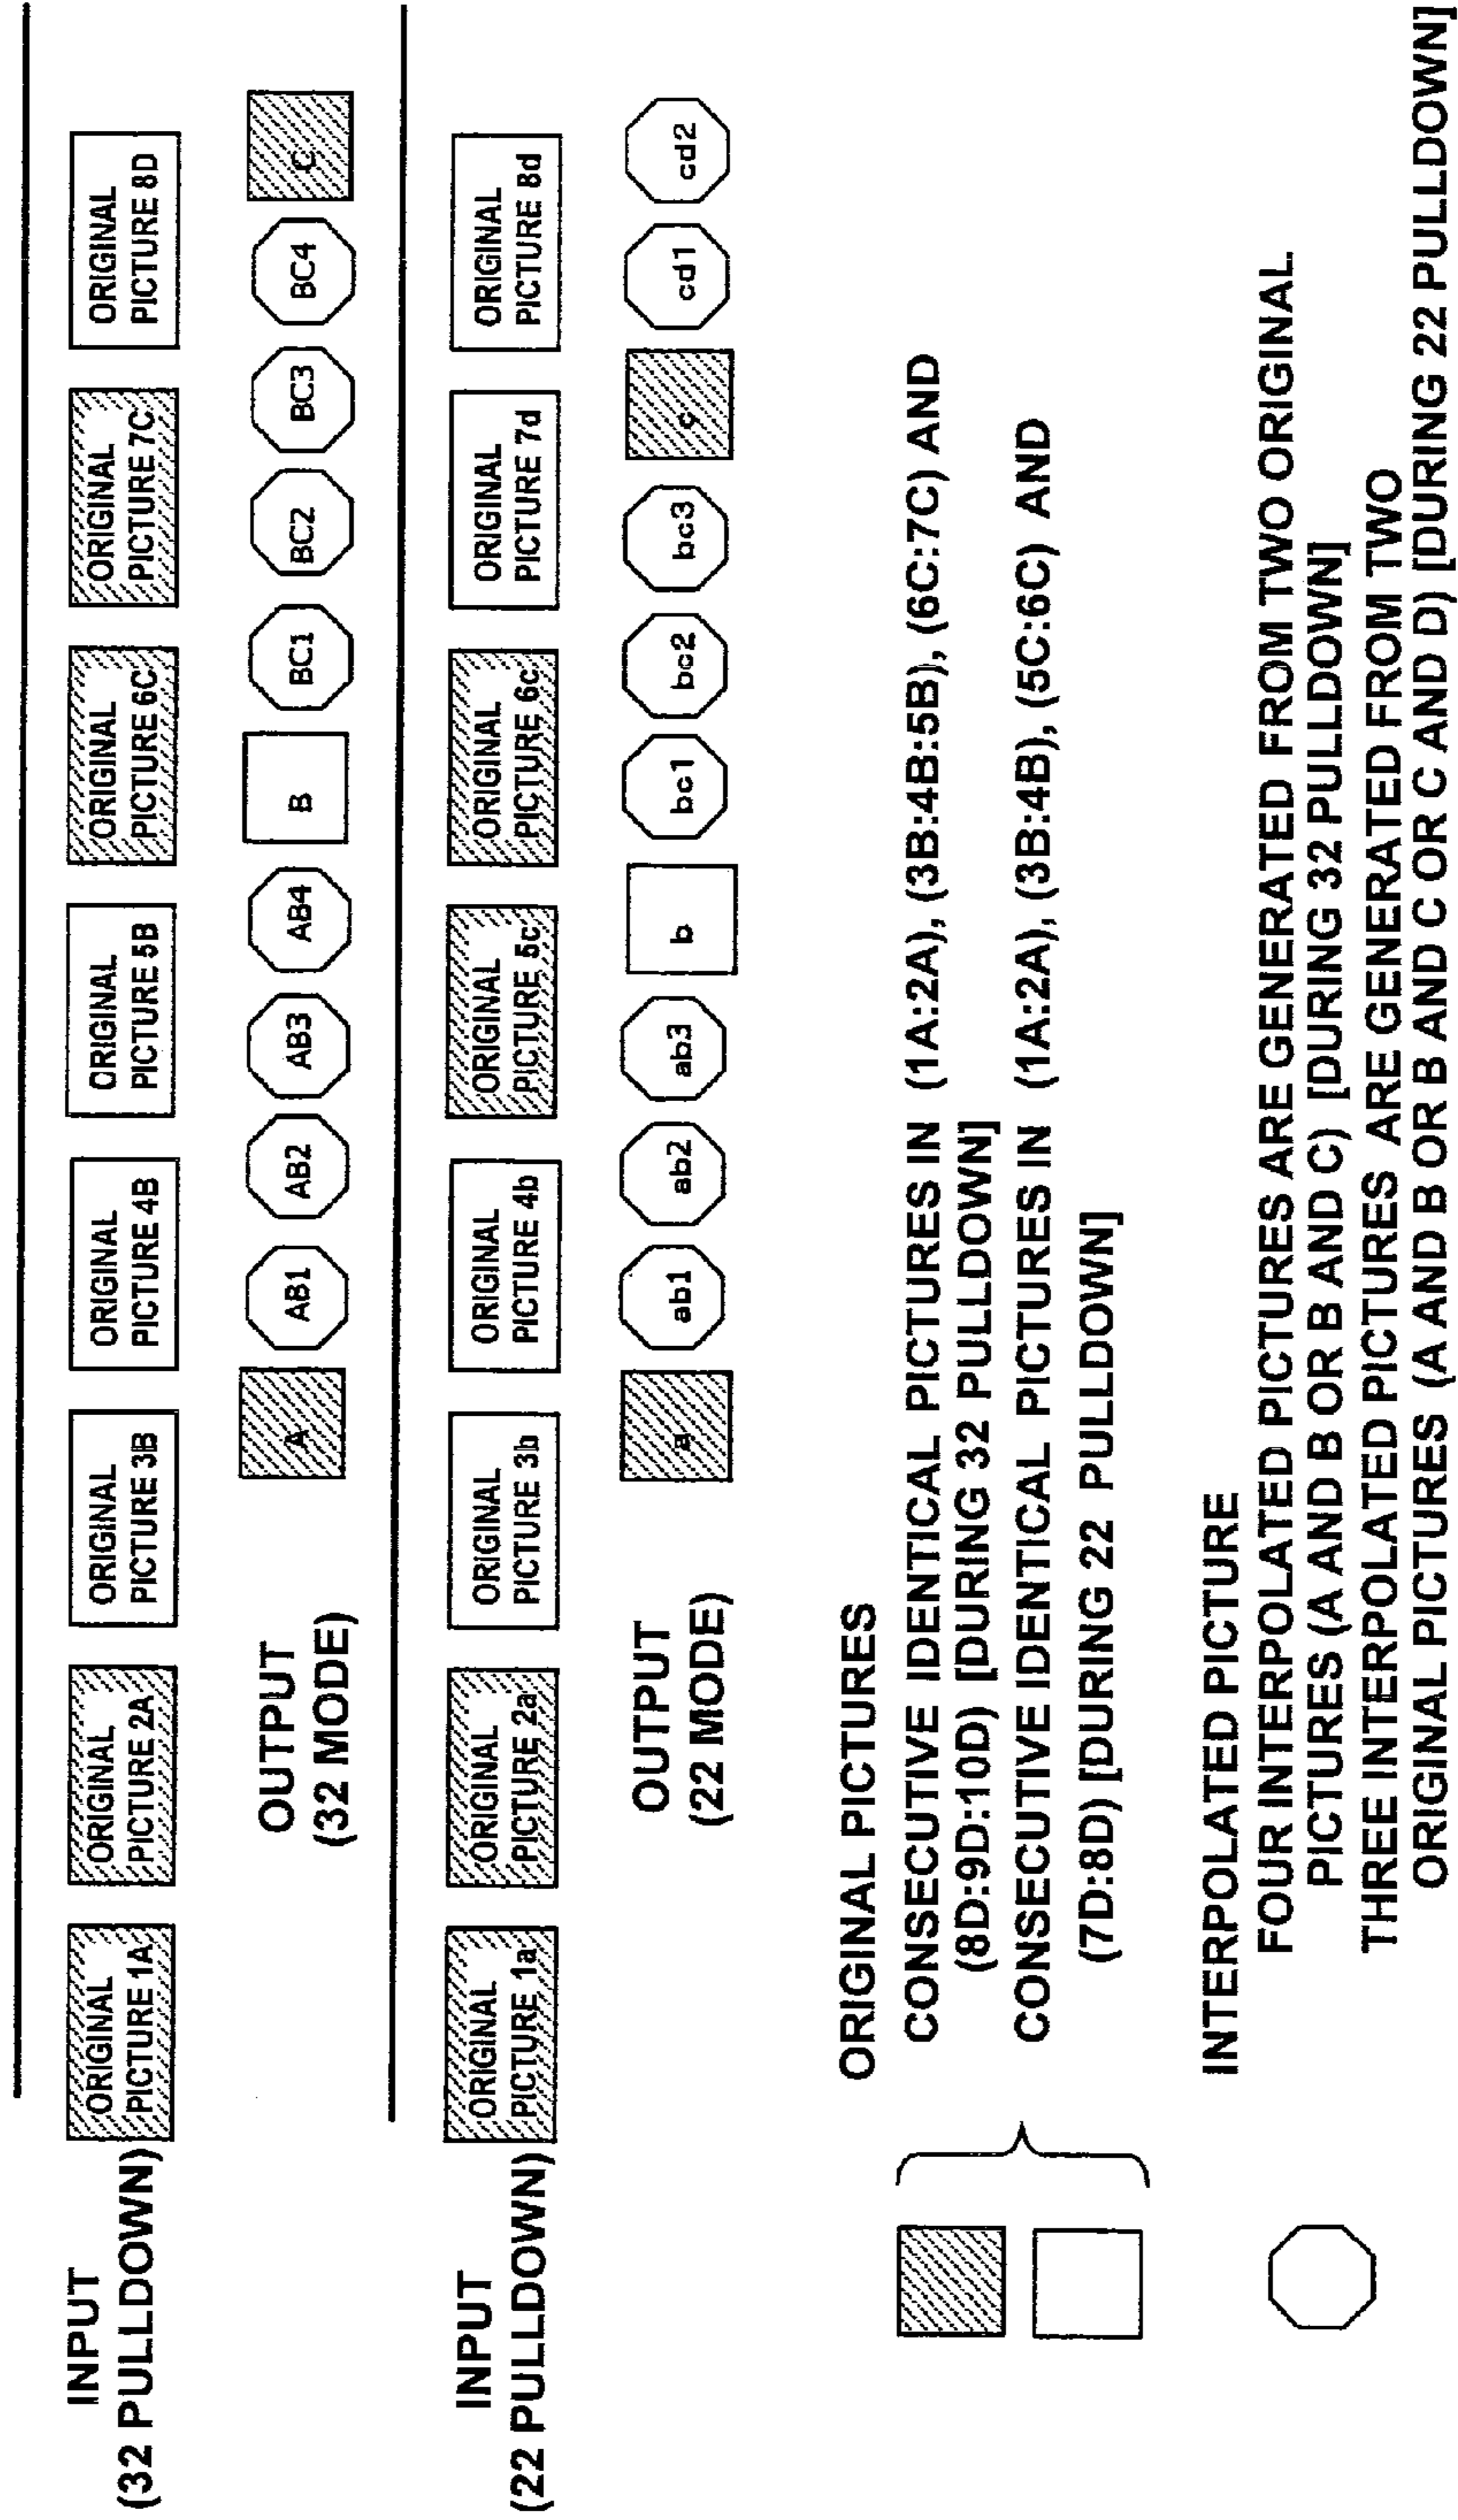 INPUT
(32 PULLDOWN)
ORIGINAL
PICTURE 1A
ORIGINAL
PICTURE 2A
ORIGINAL
PICTURE 3B
ORIGINAL
PICTURE 4B
ORIGINAL
PICTURE 5B
ORIGINAL
PICTURE 6C
ORIGINAL
PICTURE 7C
ORIGINAL
PICTURE 8D
OUTPUT
(32 MODE)
A
AB1
AB2
AB3
AB4
B
BC1
BC2
BC3
BC4
C
INPUT
(22 PULLDOWN)
ORIGINAL
PICTURE 1a
ORIGINAL
PICTURE 2a
ORIGINAL
PICTURE 3b
ORIGINAL
PICTURE 4b
ORIGINAL
PICTURE 5c
ORIGINAL
PICTURE 6c
ORIGINAL
PICTURE 7d
ORIGINAL
PICTURE 8d
OUTPUT
(22 MODE)
a
ab1
ab2
ab3
b
bc1
bc2
bc3
c
cd1
cd2
ORIGINAL PICTURES
CONSECUTIVE IDENTICAL PICTURES IN (1A:2A), (3B:4B:5B), (6C:7C) AND
(8D:9D:10D) [DURING 32 PULLDOWN]
CONSECUTIVE IDENTICAL PICTURES IN (1A:2A), (3B:4B), (5C:6C) AND
(7D:8D) [DURING 22 PULLDOWN]
INTERPOLATED PICTURE
FOUR INTERPOLATED PICTURES ARE GENERATED FROM TWO ORIGINAL
PICTURES (A AND B OR B AND C) [DURING 32 PULLDOWN]
THREE INTERPOLATED PICTURES ARE GENERATED FROM TWO
ORIGINAL PICTURES (A AND B OR B AND C OR C AND D) [DURING 22 PULLDOWN]